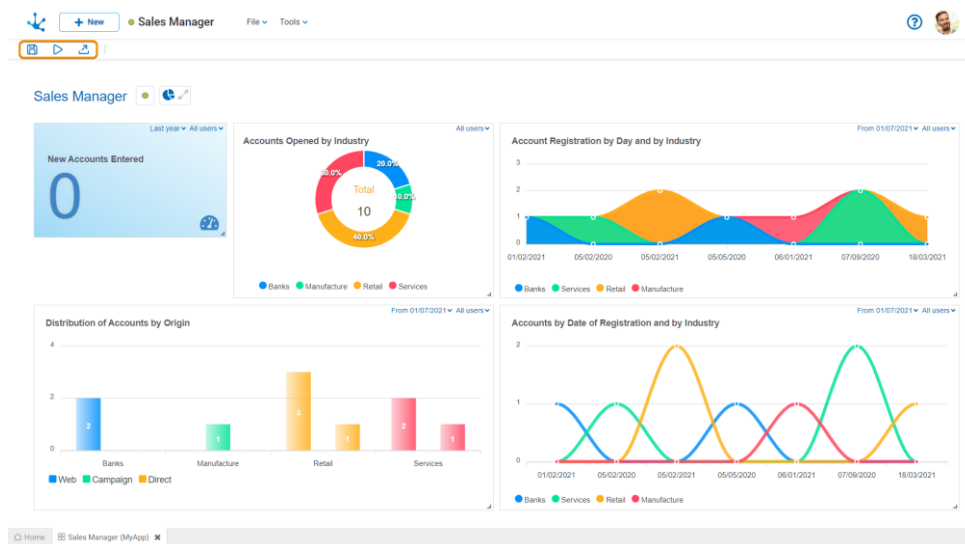 + New
Sales Manager
File
Tools
Sales Manager
Last year All users
New Accounts Entered
0
All users
Accounts Opened by Industry
20.0%
10.0%
40.0%
30.0%
Total
10
Banks Manufacture Retail Services
From 01/07/2021 All users
Account Registration by Day and by Industry
3
2
1
0
01/02/2021 05/02/2020 05/02/2021 05/05/2020 06/01/2021 07/09/2020 18/03/2021
Banks Services Retail Manufacture
From 01/07/2021 All users
Distribution of Accounts by Origin
4
2
0
2
1
3
1
2
1
Banks Manufacture Retail Services
Web Campaign Direct
From 01/07/2021 All users
Accounts by Date of Registration and by Industry
2
1
0
01/02/2021 05/02/2020 05/02/2021 05/05/2020 06/01/2021 07/09/2020 18/03/2021
Banks Services Retail Manufacture
Home
Sales Manager (MyApp)